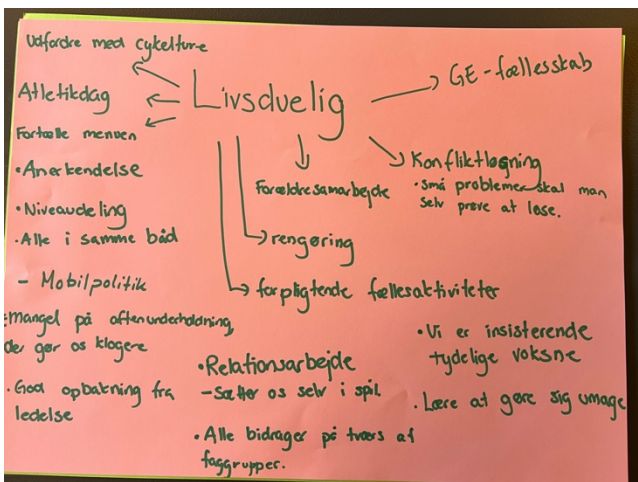 Udfordre med cykelture
Livsduelig
GE-fællesskab
Atletikdag
Fortælle menuen
Konfliktløsning
• Små problemer skal man
selv prøve at løse.
Forældresamarbejde
• Anerkendelse
• Niveaudeling
• Alle i samme båd
rengøring
- Mobilpolitik
forpligtende fællesaktiviteter
mangel på aftenunderholdning,
der gør os klogere
• God opbakning fra
ledelse
• Relationsarbejde
- Sætter os selv i spil
• Alle bidrager på tværs af
faggrupper.
• Vi er insisterende
tydelige voksne
• Lære at gøre sig umage